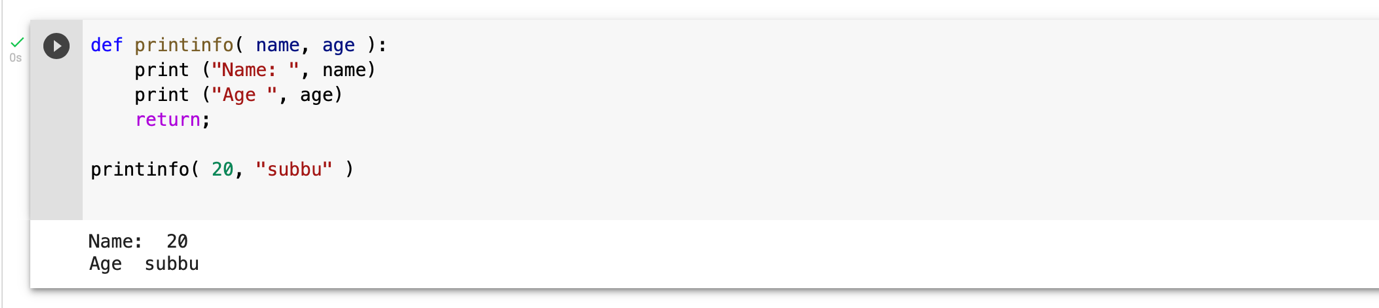 0s
def printinfo( name, age ):
    print ("Name: ", name)
    print ("Age ", age)
    return;

printinfo( 20, "subbu" )

Name:  20
Age  subbu